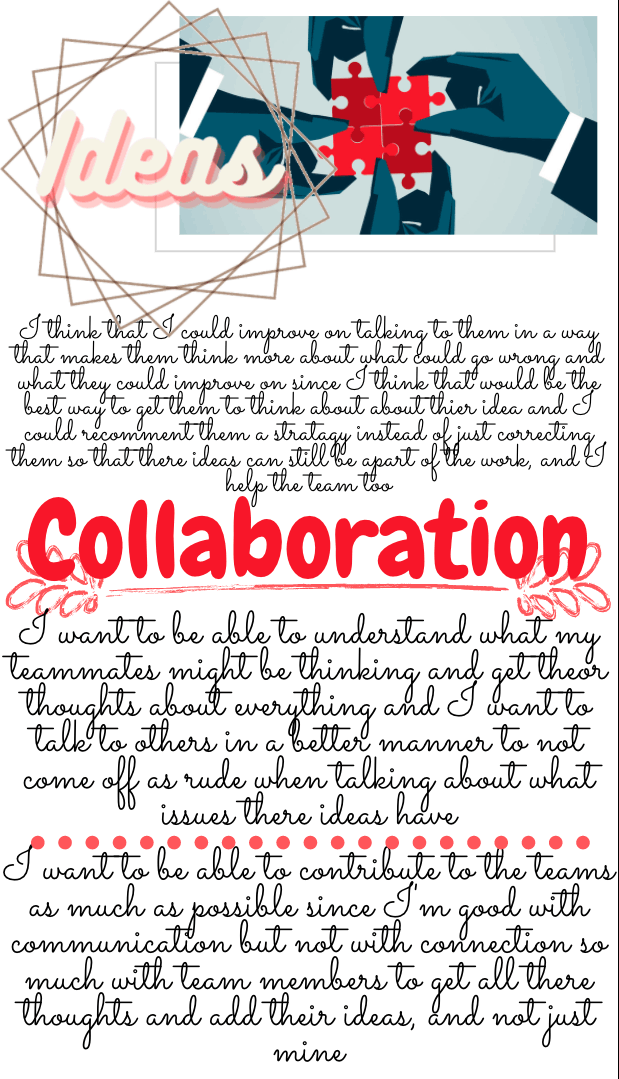 Ideas
I think that I could improve on talking to them in a way
that makes them think more about what could go wrong and
what they could improve on since I think that would be the
best way to get them to think about about thier idea and I
could recomment them a stratagy instead of just correcting
them so that there ideas can still be apart of the work, and I
help the team too
Collaboration
I want to be able to understand what my
teammates might be thinking and get theor
thoughts about everything and I want to
talk to others in a better manner to not
come off as rude when talking about what
issues there ideas have
I want to be able to contribute to the teams
as much as possible since I'm good with
communication but not with connection so
much with team members to get all there
thoughts and add their ideas, and not just
mine